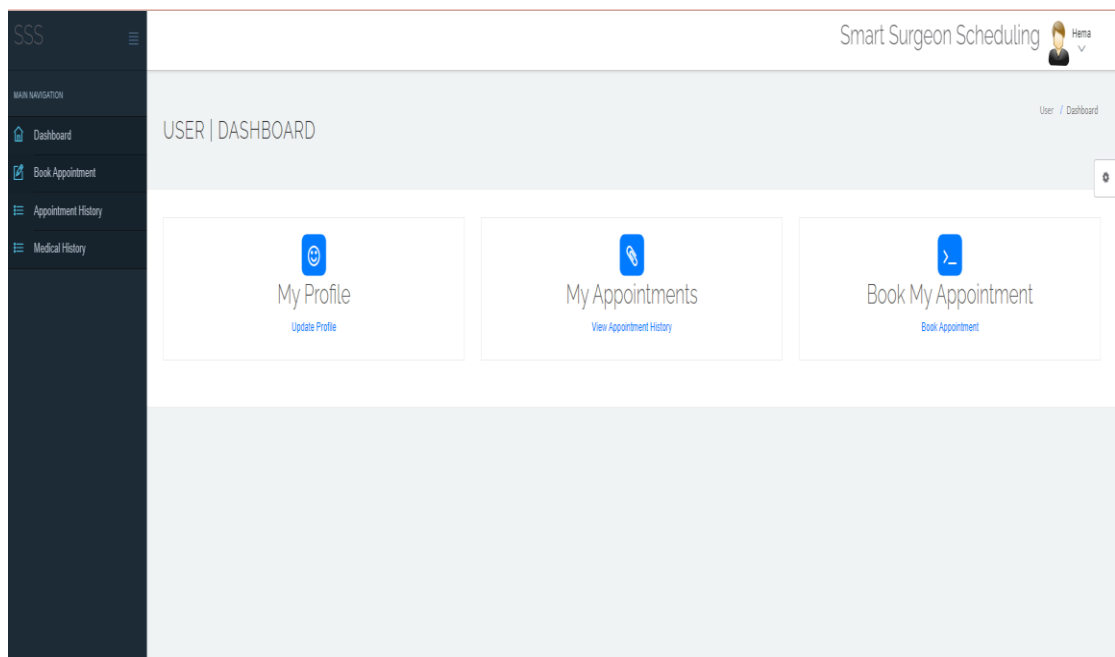 SSS
Smart Surgeon Scheduling
Hema
MAIN NAVIGATION
Dashboard
Book Appointment
Appointment History
Medical History
USER | DASHBOARD
User / Dashboard
My Profile
Update Profile
My Appointments
View Appointment History
Book My Appointment
Book Appointment